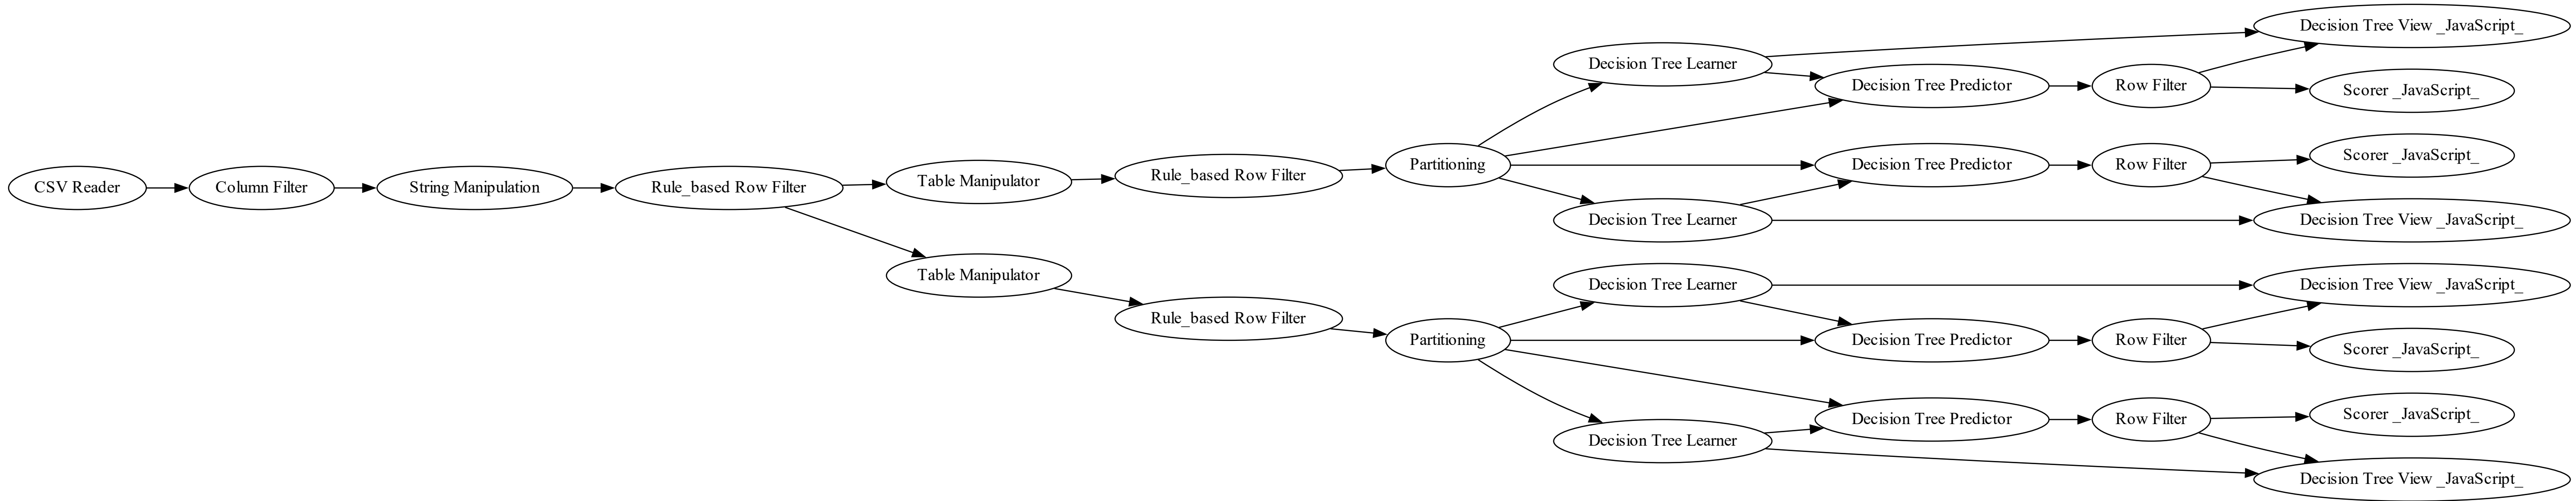 CSV Reader
Column Filter
String Manipulation
Rule_based Row Filter
Table Manipulator
Rule_based Row Filter
Partitioning
Decision Tree Learner
Decision Tree Predictor
Row Filter
Decision Tree View _JavaScript_
Scorer _JavaScript_
Decision Tree Predictor
Row Filter
Scorer _JavaScript_
Decision Tree Learner
Decision Tree View _JavaScript_
Table Manipulator
Rule_based Row Filter
Partitioning
Decision Tree Learner
Decision Tree View _JavaScript_
Decision Tree Predictor
Row Filter
Scorer _JavaScript_
Decision Tree Predictor
Row Filter
Scorer _JavaScript_
Decision Tree Learner
Decision Tree View _JavaScript_